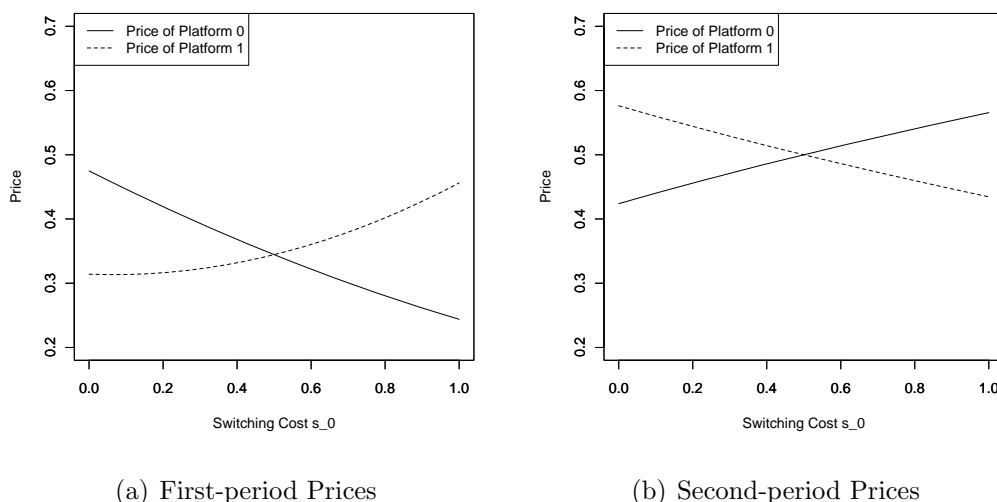 Price of Platform 0
Price of Platform 1
0.7
0.6
0.5
0.4
0.3
0.2
Price
0.0 0.2 0.4 0.6 0.8 1.0
Switching Cost s_0
(a) First-period Prices
Price of Platform 0
Price of Platform 1
0.7
0.6
0.5
0.4
0.3
0.2
Price
0.0 0.2 0.4 0.6 0.8 1.0
Switching Cost s_0
(b) Second-period Prices